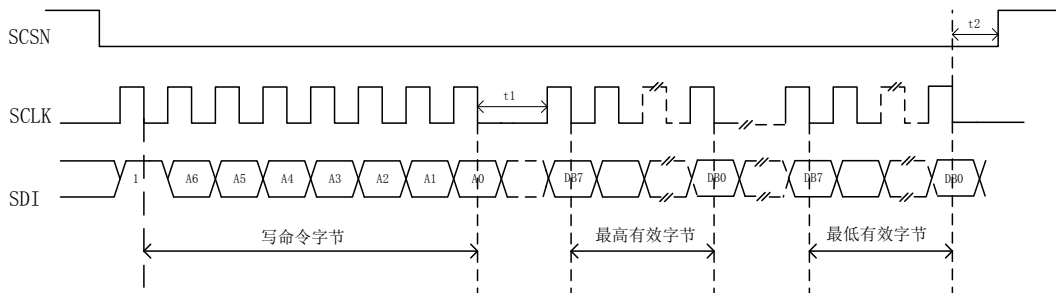 SCSN
t2
SCLK
t1
SDI
1 A6 A5 A4 A3 A2 A1 A0 DB7 DB0 DB7 DB0
写命令字节 最高有效字节 最低有效字节